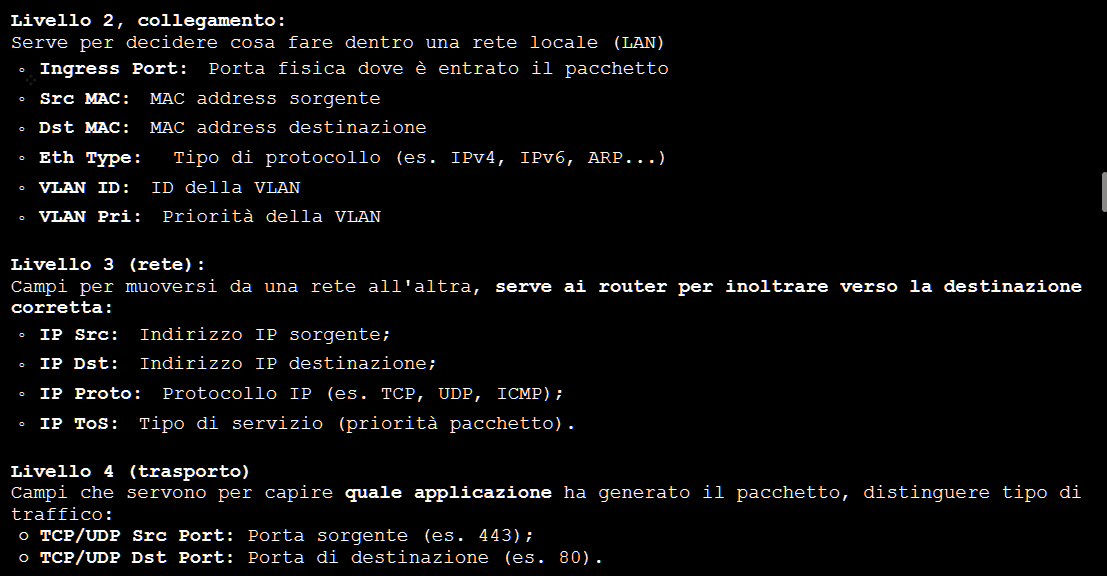 Livello 2, collegamento:
Serve per decidere cosa fare dentro una rete locale (LAN)
◦ Ingress Port: Porta fisica dove è entrato il pacchetto
◦ Src MAC: MAC address sorgente
◦ Dst MAC: MAC address destinazione
◦ Eth Type: Tipo di protocollo (es. IPv4, IPv6, ARP...)
◦ VLAN ID: ID della VLAN
◦ VLAN Pri: Priorità della VLAN
Livello 3 (rete):
Campi per muoversi da una rete all'altra, serve ai router per inoltrare verso la destinazione
corretta:
◦ IP Src: Indirizzo IP sorgente;
◦ IP Dst: Indirizzo IP destinazione;
◦ IP Proto: Protocollo IP (es. TCP, UDP, ICMP);
◦ IP ToS: Tipo di servizio (priorità pacchetto).
Livello 4 (trasporto)
Campi che servono per capire quale applicazione ha generato il pacchetto, distinguere tipo di
traffico:
o TCP/UDP Src Port: Porta sorgente (es. 443);
o TCP/UDP Dst Port: Porta di destinazione (es. 80).